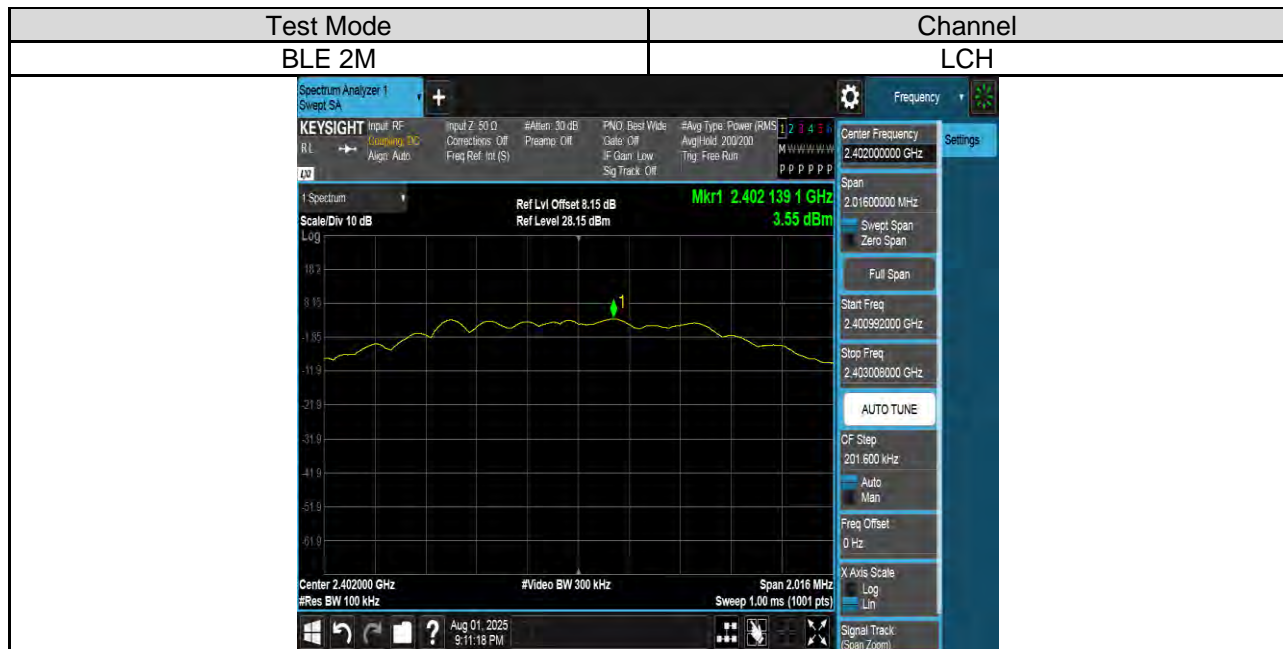 Test Mode
Channel
BLE 2M
LCH
Spectrum Analyzer 1
Swept SA
+
Frequency
KEYSIGHT
RL
LXI
Input: RF
Coupling: DC
Align: Auto
Input Z: 50 Ω
Corrections: Off
Freq Ref: Int (S)
#Atten: 30 dB
Preamp: Off
PNO: Best Wide
Gate: Off
IF Gain: Low
Sig Track: Off
#Avg Type: Power (RMS
Avg|Hold: 200/200
Trig: Free Run
1 2 3 4 5 6
M W W W W W
P P P P P P
Center Frequency
2.402000000 GHz
Settings
1 Spectrum
Scale/Div 10 dB
Log
Ref Lvl Offset 8.15 dB
Ref Level 28.15 dBm
Mkr1 2.402 139 1 GHz
3.55 dBm
Span
2.01600000 MHz
Swept Span
Zero Span
Full Span
18.2
8.15
1
-1.85
-11.9
-21.9
-31.9
-41.9
-51.9
-61.9
Start Freq
2.400992000 GHz
Stop Freq
2.403008000 GHz
AUTO TUNE
CF Step
201.600 kHz
Auto
Man
Freq Offset
0 Hz
X Axis Scale
Log
Lin
Signal Track
(Span Zoom)
Center 2.402000 GHz
#Res BW 100 kHz
#Video BW 300 kHz
Span 2.016 MHz
Sweep 1.00 ms (1001 pts)
?
Aug 01, 2025
9:11:18 PM